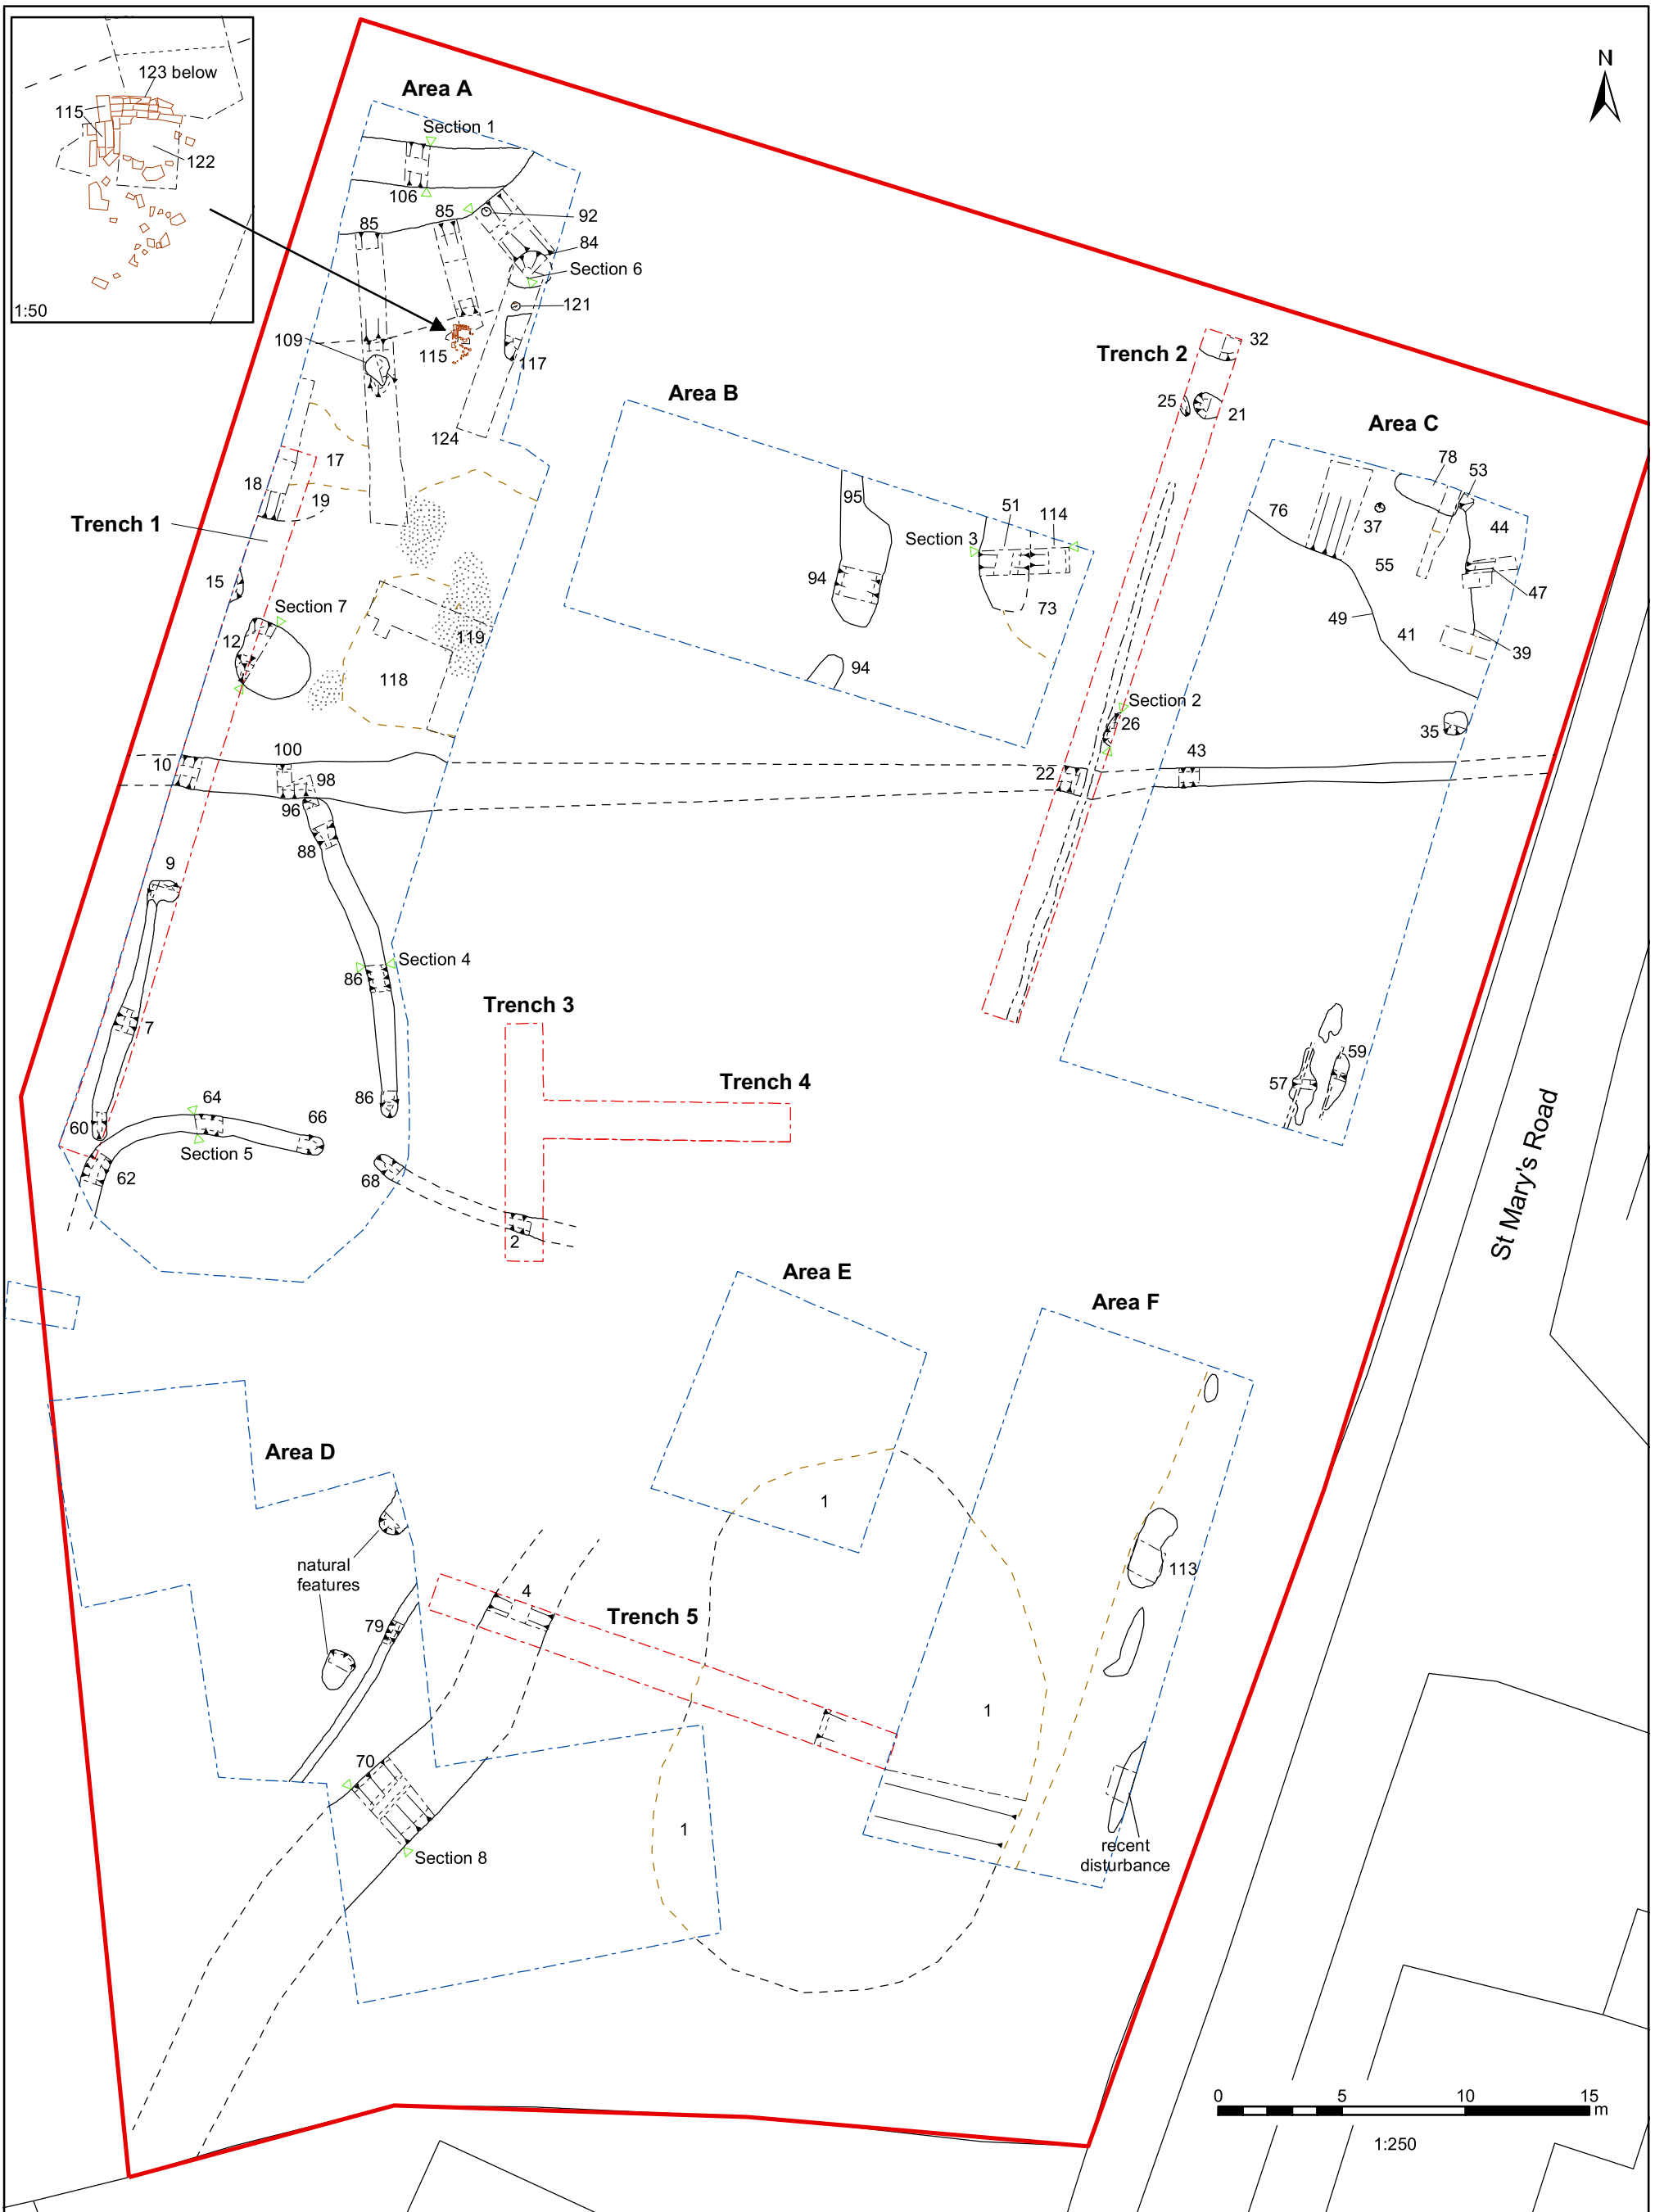 123 below
115
122
1:50
N
Area A
Section 1
106
85
85
92
84
Section 6
121
109
115
117
124
Trench 2
32
25
21
Area B
Area C
17
18
19
Trench 1
15
Section 7
12
119
118
95
94
94
Section 3
51
114
73
78
53
76
37
44
55
47
49
41
39
35
Section 2
26
10
100
98
96
88
22
43
9
7
86
Section 4
86
60
64
66
Section 5
62
68
Trench 3
Trench 4
2
57
59
St Mary's Road
Area E
Area F
Area D
1
natural
features
79
4
Trench 5
113
1
70
Section 8
1
recent
disturbance
0 5 10 15
m
1:250